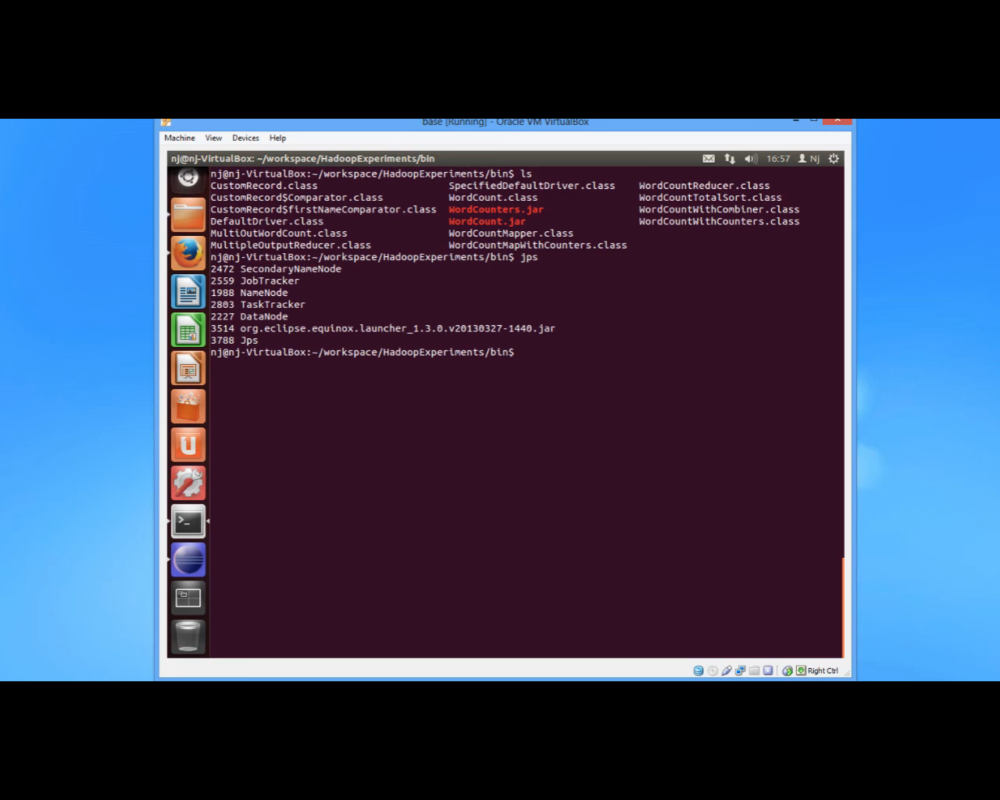 base [Running] - Oracle VM VirtualBox
Machine View Devices Help
nj@nj-VirtualBox: ~/workspace/HadoopExperiments/bin 16:57 Nj
nj@nj-VirtualBox:~/workspace/HadoopExperiments/bin$ ls
CustomRecord.class SpecifiedDefaultDriver.class WordCountReducer.class
CustomRecord$Comparator.class WordCount.class WordCountTotalSort.class
CustomRecord$firstNameComparator.class WordCounters.jar WordCountWithCombiner.class
DefaultDriver.class WordCount.jar WordCountWithCounters.class
MultiOutWordCount.class WordCountMapper.class
MultipleOutputReducer.class WordCountMapWithCounters.class
nj@nj-VirtualBox:~/workspace/HadoopExperiments/bin$ jps
2472 SecondaryNameNode
2559 JobTracker
1988 NameNode
2803 TaskTracker
2227 DataNode
3514 org.eclipse.equinox.launcher_1.3.0.v20130327-1440.jar
3788 Jps
nj@nj-VirtualBox:~/workspace/HadoopExperiments/bin$
Right Ctrl